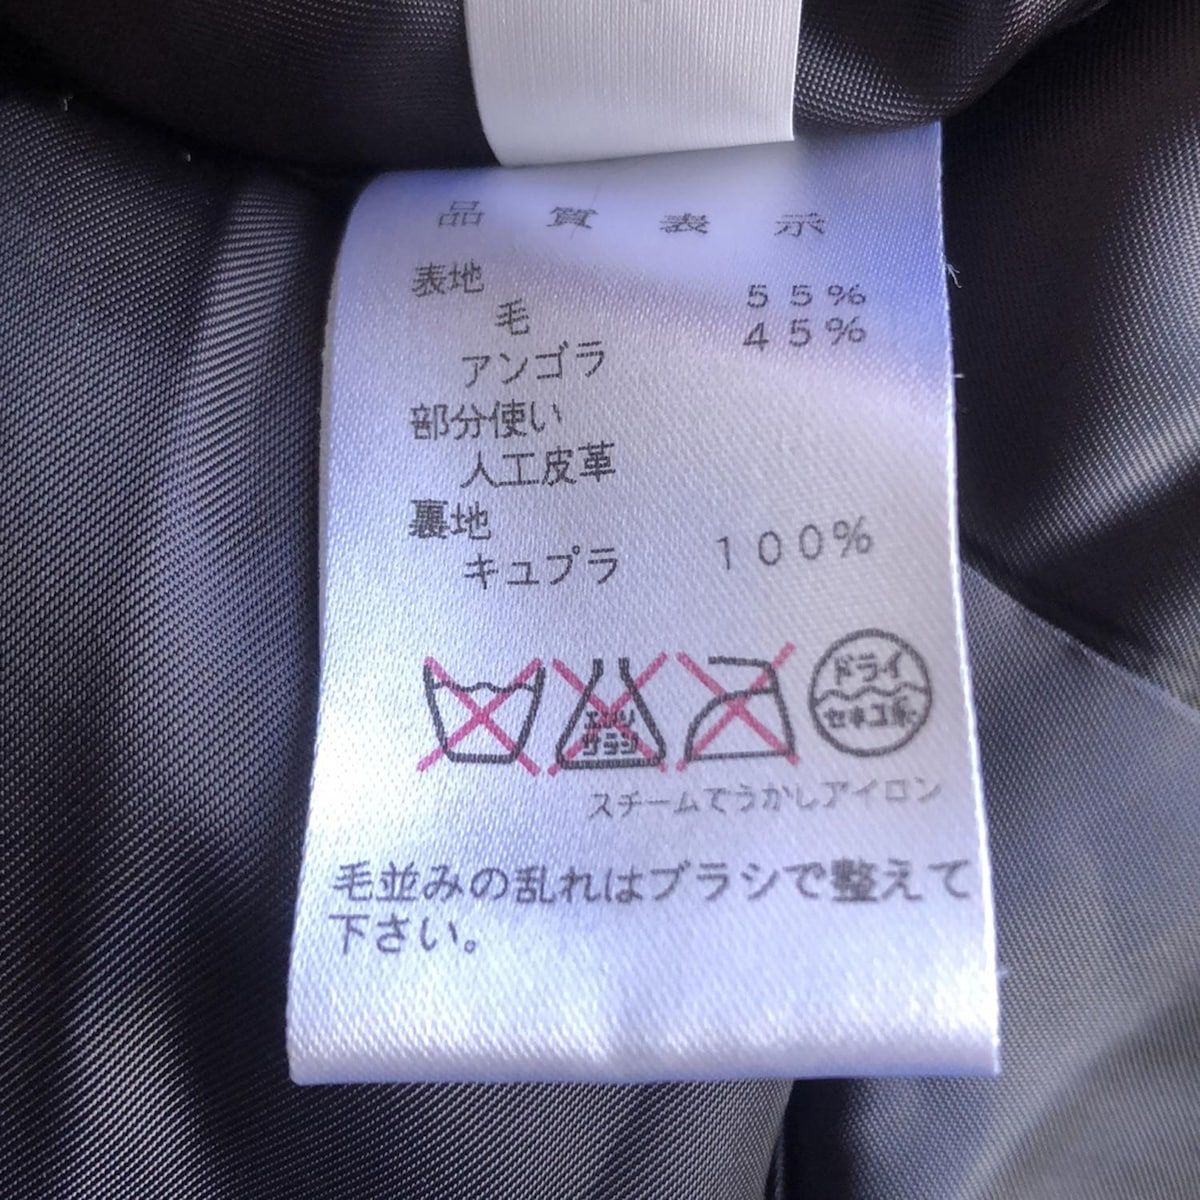 品質表示
表地
毛 55%
アンゴラ 45%
部分使い
人工皮革
裏地
キュプラ 100%
エンソ
サラシ
ドライ
セキユ系
スチームでうかしアイロン
毛並みの乱れはブラシで整えて
下さい。